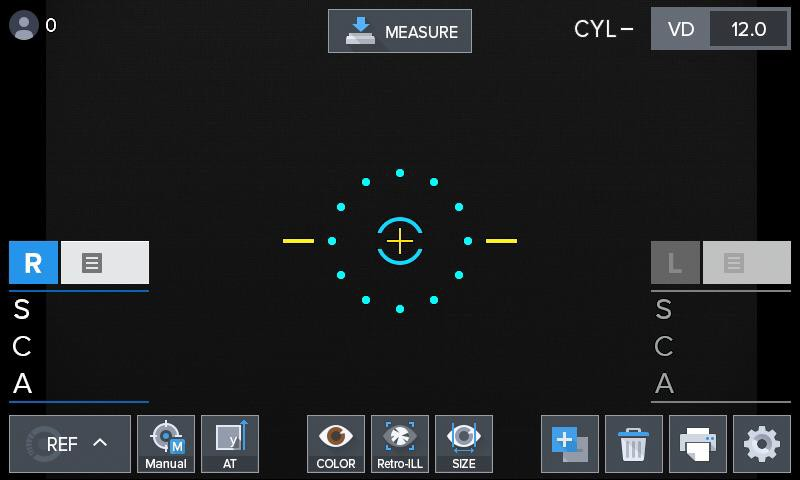 0
MEASURE
CYL−
VD 12.0
R
L
S
C
A
S
C
A
REF
M
Manual
y
AT
COLOR
Retro-ILL
SIZE